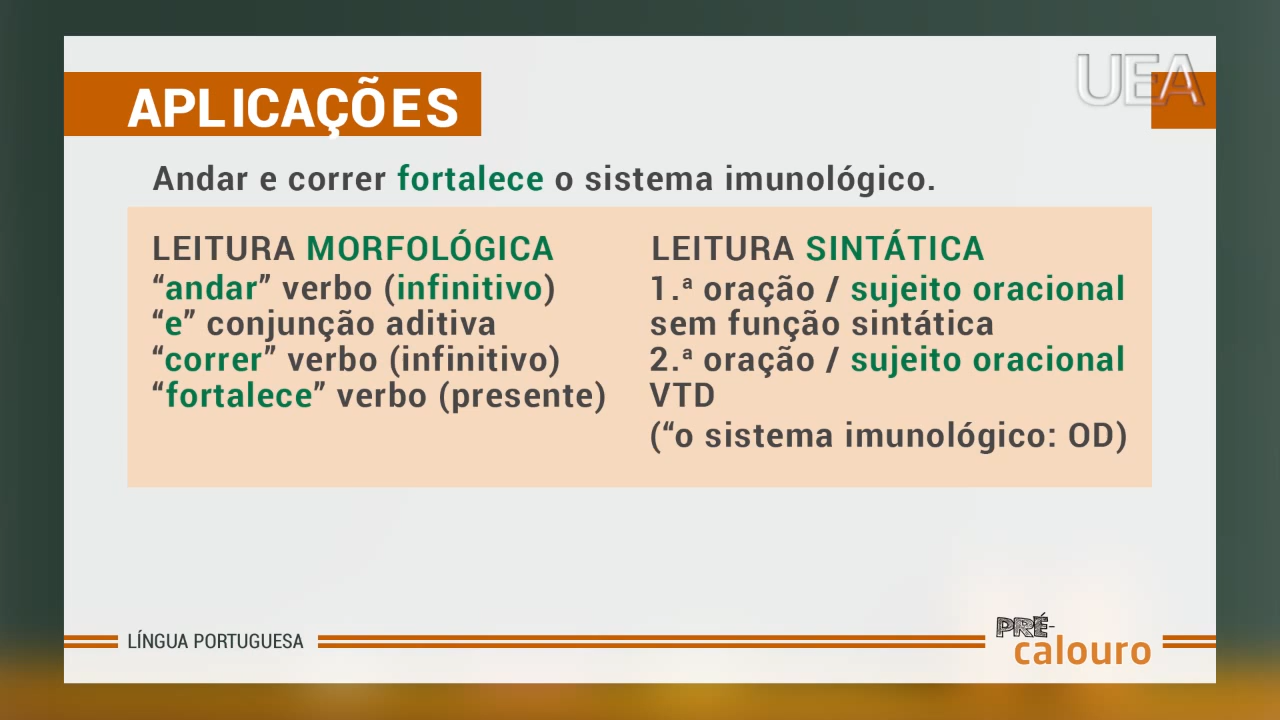 UEA
APLICAÇÕES
Andar e correr fortalece o sistema imunológico.
LEITURA MORFOLÓGICA
“andar” verbo (infinitivo)
“e” conjunção aditiva
“correr” verbo (infinitivo)
“fortalece” verbo (presente)
LEITURA SINTÁTICA
1.ª oração / sujeito oracional
sem função sintática
2.ª oração / sujeito oracional
VTD
(“o sistema imunológico: OD)
LÍNGUA PORTUGUESA
PRÉ-
calouro